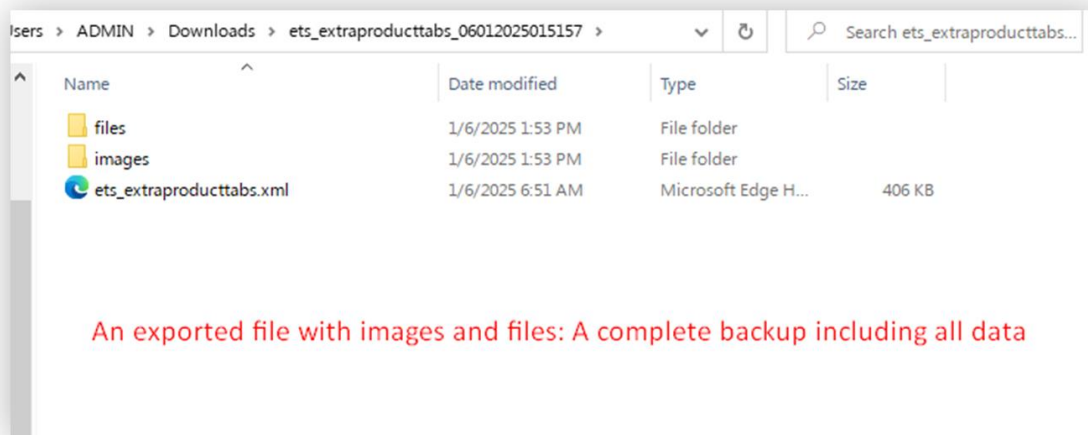 sers > ADMIN > Downloads > ets_extraproducttabs_06012025015157 > Search ets_extraproducttabs...
Name Date modified Type Size
files 1/6/2025 1:53 PM File folder
images 1/6/2025 1:53 PM File folder
ets_extraproducttabs.xml 1/6/2025 6:51 AM Microsoft Edge H... 406 KB
An exported file with images and files: A complete backup including all data